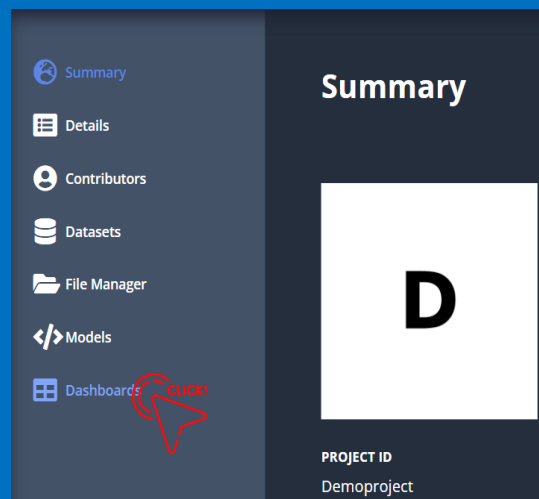 Summary
Details
Contributors
Datasets
File Manager
Models
Dashboards
CLICK!
Summary
D
PROJECT ID
Demoproject